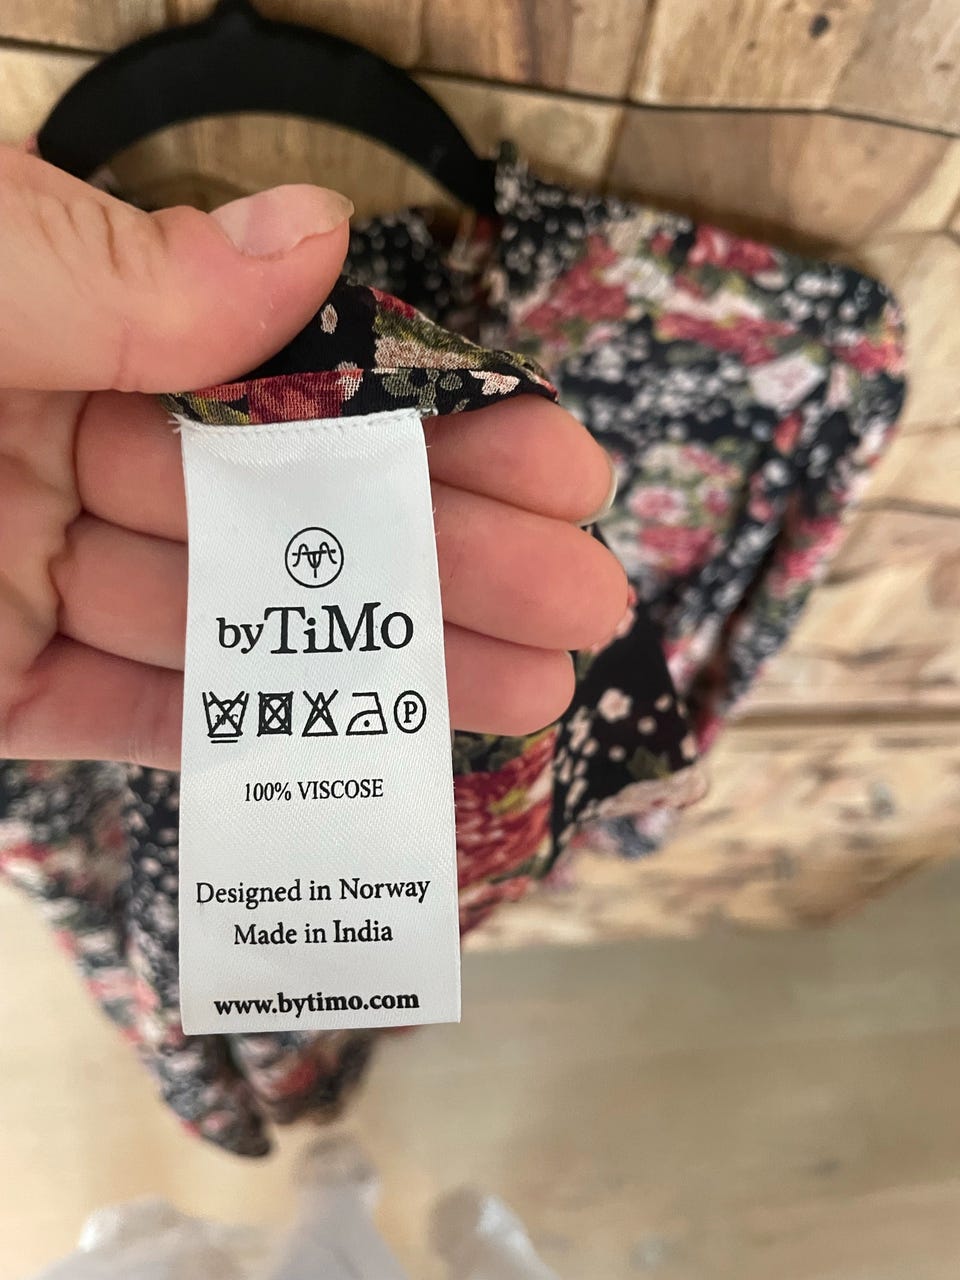 byTiMo
P
100% VISCOSE
Designed in Norway
Made in India
www.bytimo.com